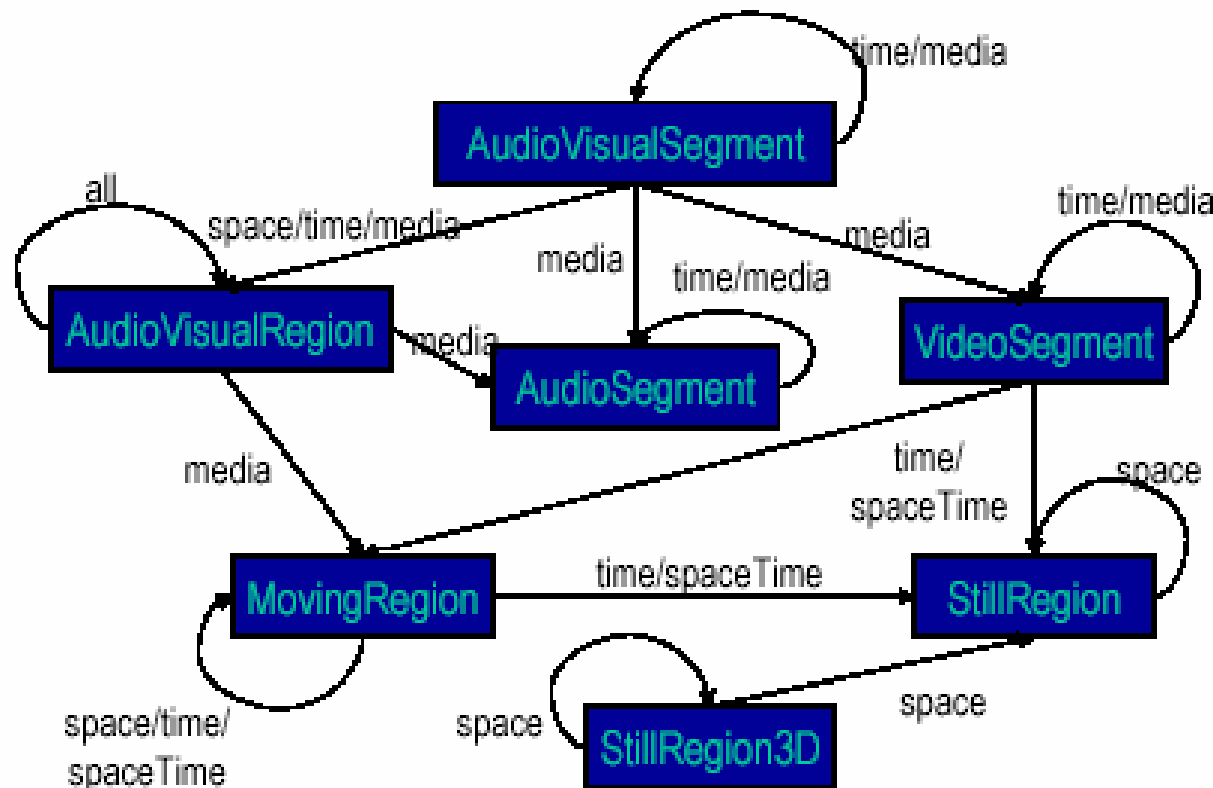 time/media
AudioVisualSegment
all
space/time/media
media
media
time/media
time/media
AudioVisualRegion
media
AudioSegment
VideoSegment
media
time/
spaceTime
space
MovingRegion
time/spaceTime
StillRegion
space/time/
spaceTime
space
StillRegion3D
space